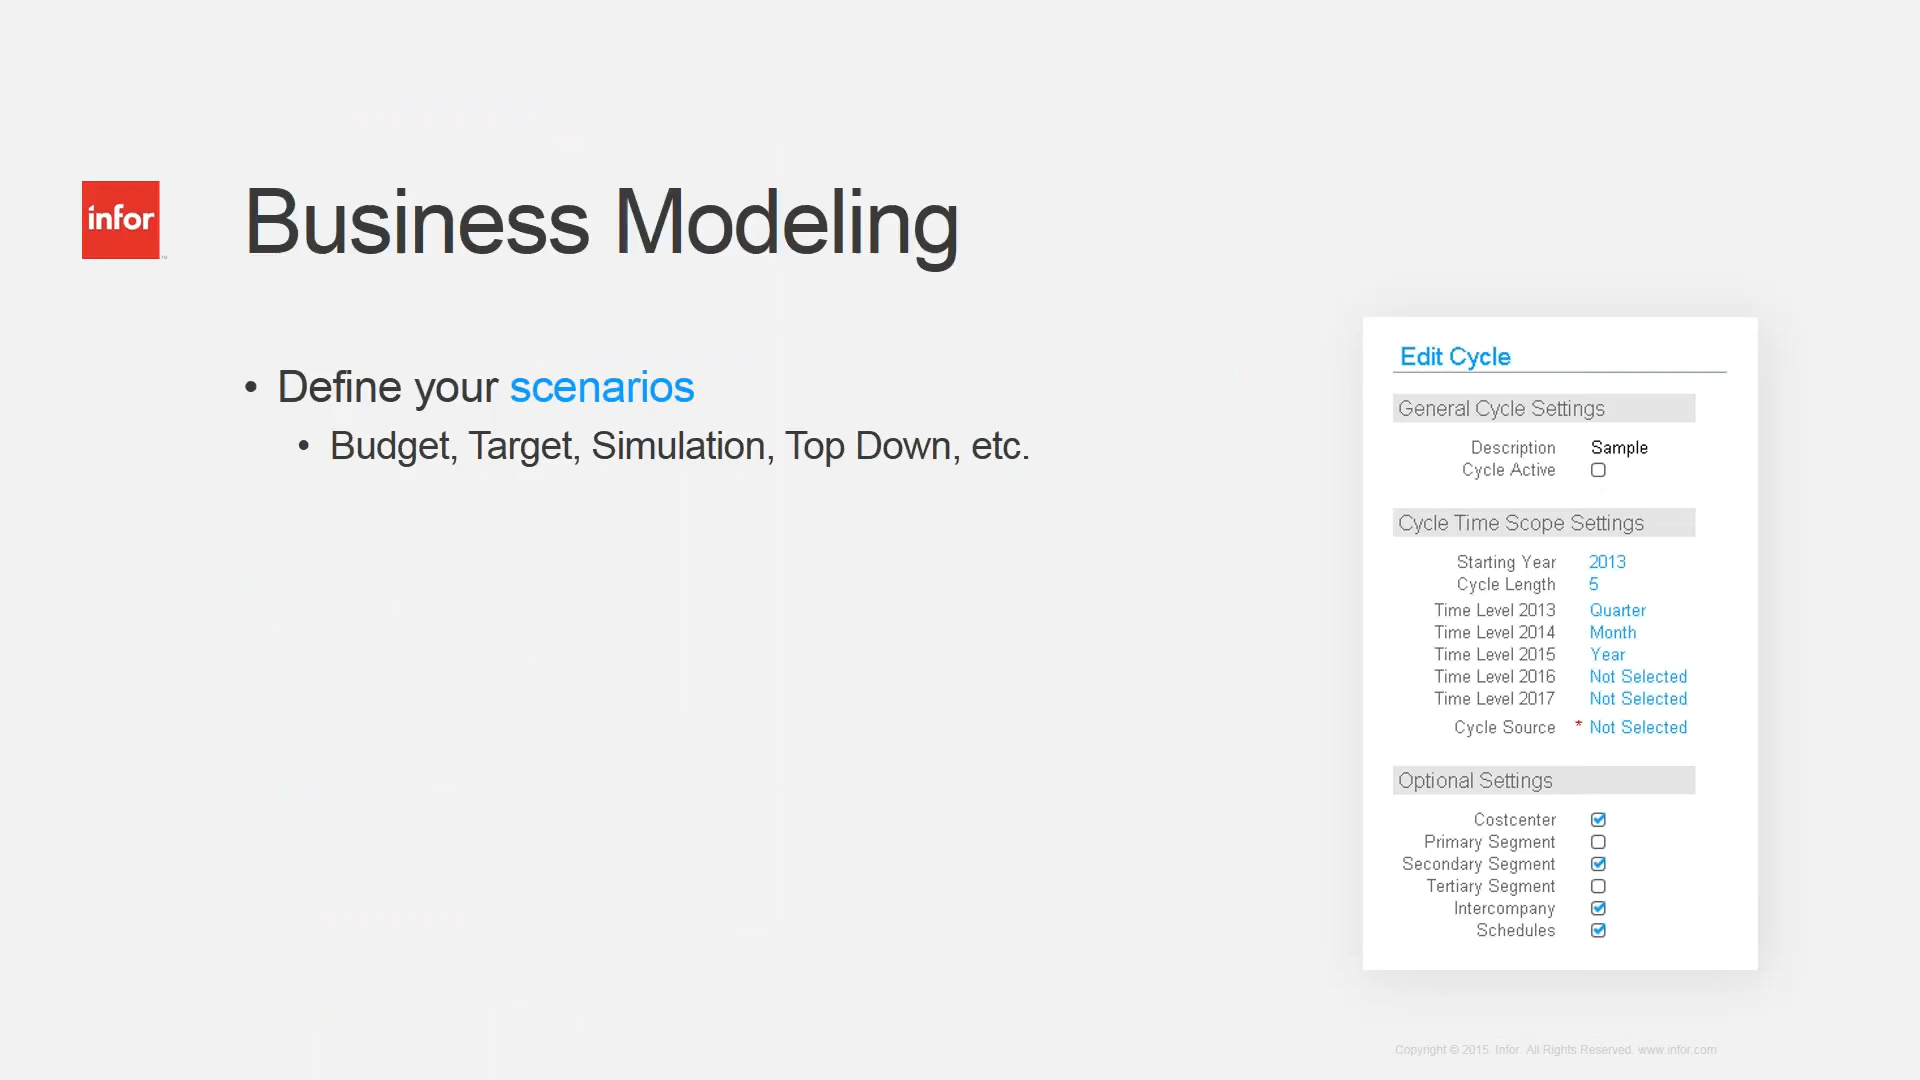 infor
Business Modeling
• Define your scenarios
• Budget, Target, Simulation, Top Down, etc.
Edit Cycle
General Cycle Settings
Description Sample
Cycle Active
Cycle Time Scope Settings
Starting Year 2013
Cycle Length 5
Time Level 2013 Quarter
Time Level 2014 Month
Time Level 2015 Year
Time Level 2016 Not Selected
Time Level 2017 Not Selected
Cycle Source * Not Selected
Optional Settings
Costcenter
Primary Segment
Secondary Segment
Tertiary Segment
Intercompany
Schedules
Copyright © 2015. Infor. All Rights Reserved. www.infor.com